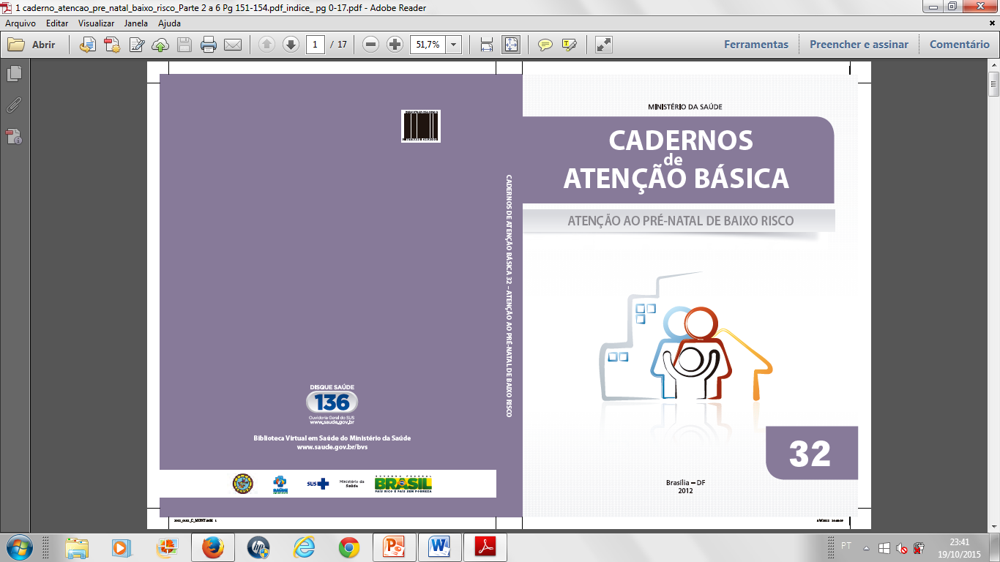 1 caderno_atencao_pre_natal_baixo_risco_Parte 2 a 6 Pg 151-154.pdf_indice_ pg 0-17.pdf - Adobe Reader
Arquivo Editar Visualizar Janela Ajuda
Abrir
1 / 17
51,7%
Ferramentas
Preencher e assinar
Comentário
MINISTÉRIO DA SAÚDE
CADERNOS
de
ATENÇÃO BÁSICA
ATENÇÃO AO PRÉ-NATAL DE BAIXO RISCO
32
Brasília – DF
2012
CADERNOS DE ATENÇÃO BÁSICA 32 – ATENÇÃO AO PRÉ-NATAL DE BAIXO RISCO
DISQUE SAÚDE
136
Ouvidoria Geral do SUS
www.saude.gov.br
Biblioteca Virtual em Saúde do Ministério da Saúde
www.saude.gov.br/bvs
SUS
Ministério da
Saúde
GOVERNO FEDERAL
BRASIL
PAÍS RICO É PAÍS SEM POBREZA
PT
23:41
19/10/2015